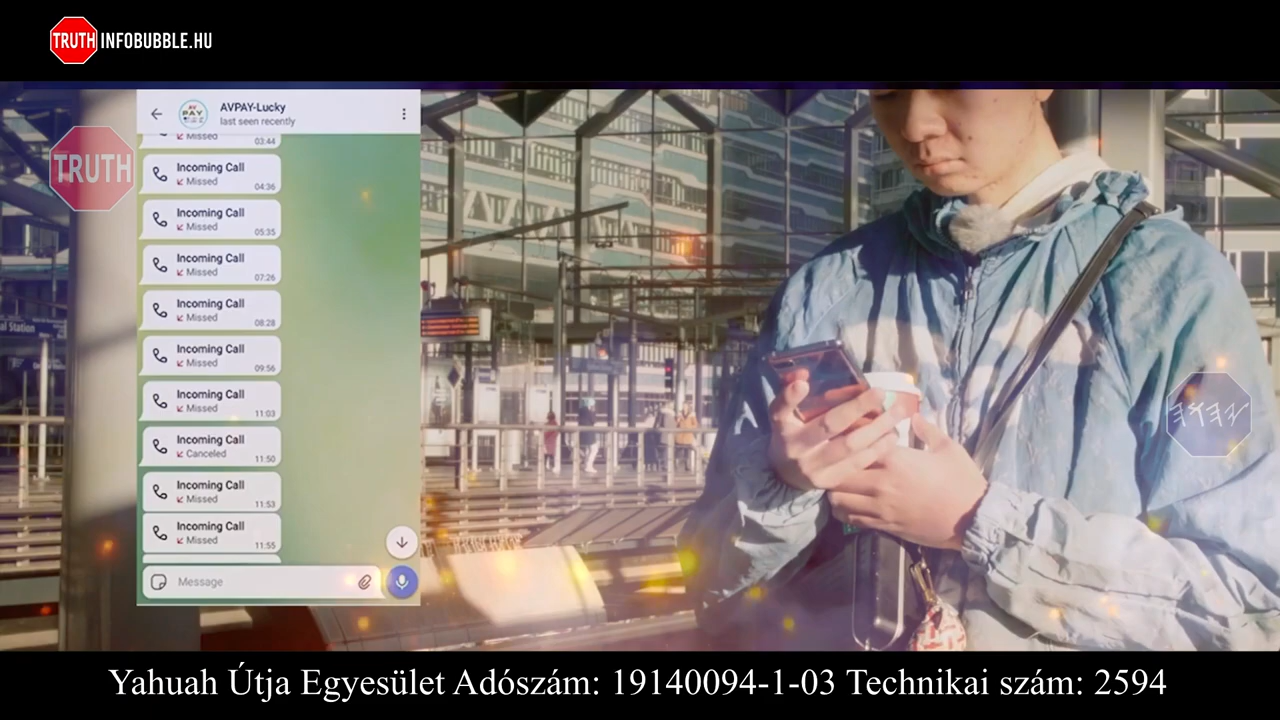 TRUTH INFOBUBBLE.HU
AVPAY-Lucky
last seen recently
Missed
03:44
Incoming Call
Missed
04:36
Incoming Call
Missed
05:35
Incoming Call
Missed
07:26
Incoming Call
Missed
08:28
Incoming Call
Missed
09:56
Incoming Call
Missed
11:03
Incoming Call
Canceled
11:50
Incoming Call
Missed
11:53
Incoming Call
Missed
11:55
Message
TRUTH
Station
Yahuah Útja Egyesület Adószám: 19140094-1-03 Technikai szám: 2594